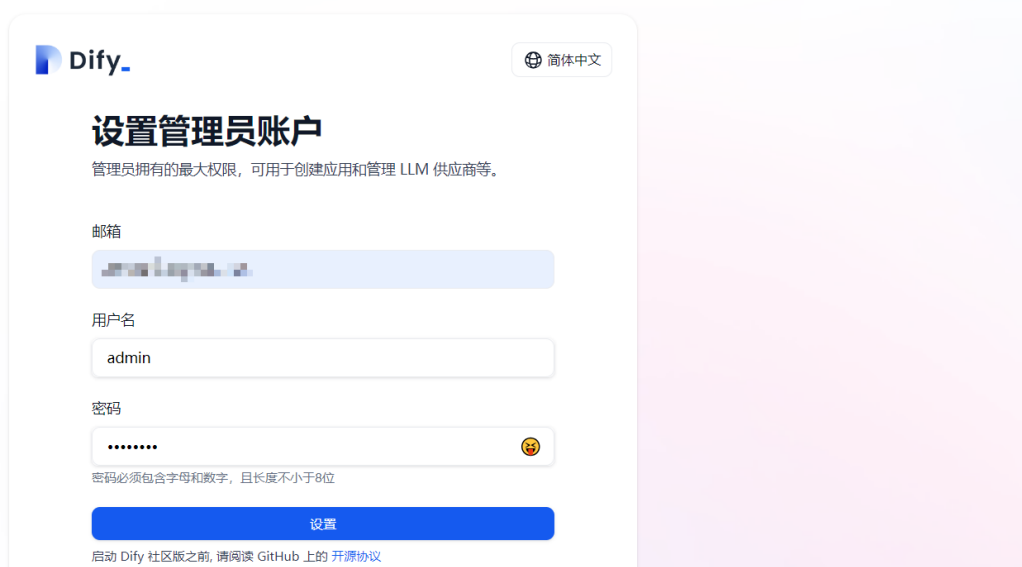 Dify_
简体中文
设置管理员账户
管理员拥有的最大权限，可用于创建应用和管理 LLM 供应商等。
邮箱
用户名
admin
密码
••••••••
密码必须包含字母和数字，且长度不小于8位
设置
启动 Dify 社区版之前, 请阅读 GitHub 上的 开源协议